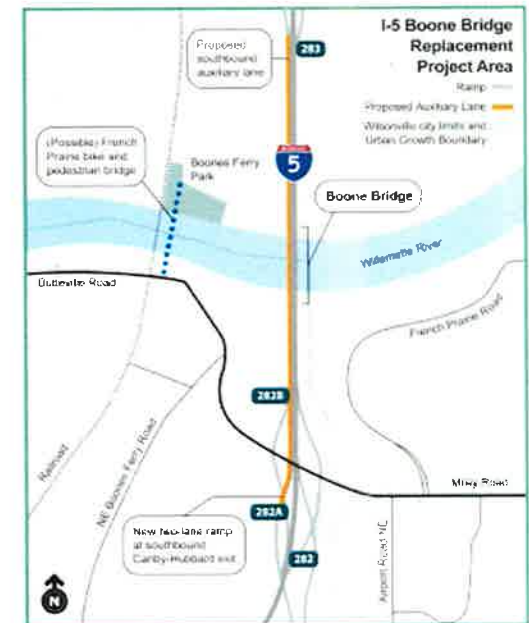 I-5 Boone Bridge
Replacement
Project Area
Ramp
Proposed Auxiliary Lane
Wilsonville city limits and
Urban Growth Boundary
Proposed
southbound
auxiliary lane
283
(Possible) French
Prairie bike and
pedestrian bridge
Boones Ferry
Park
5
Boone Bridge
Willamette River
Butteville Road
French Prairie Road
282B
Railroad
NE Boones Ferry Road
Miley Road
282A
New two-lane ramp
at southbound
Canby-Hubbard exit
282
Airport Road NE
N